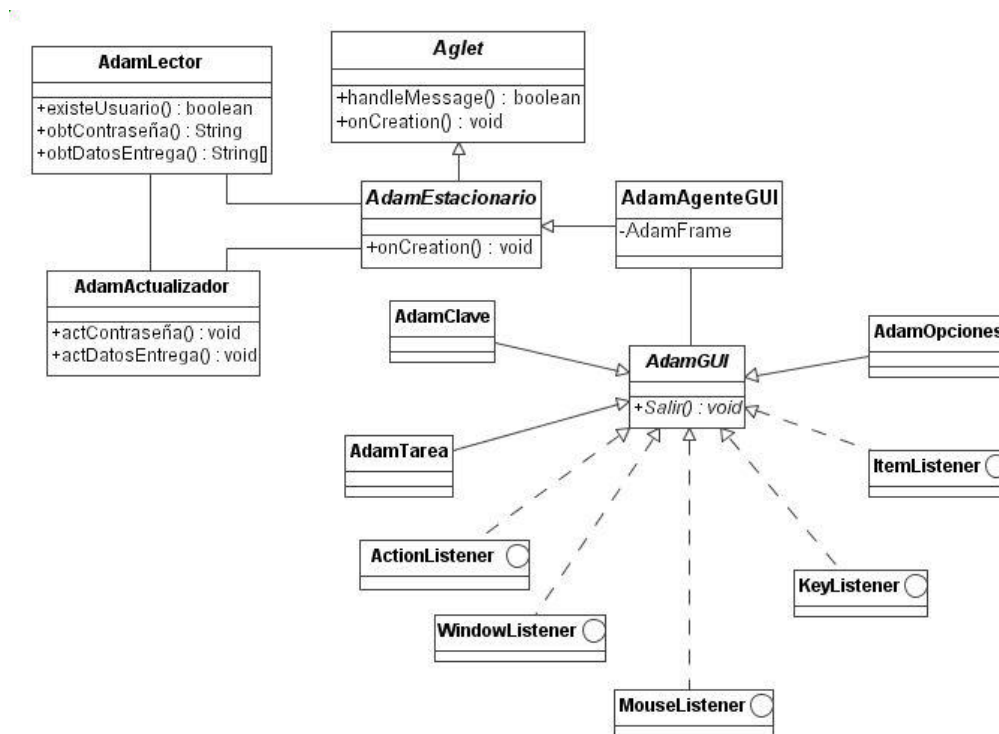 Aglet
+handleMessage() : boolean
+onCreation() : void
AdamLector
+existeUsuario() : boolean
+obtContraseña() : String
+obtDatosEntrega() : String[]
AdamEstacionario
+onCreation() : void
AdamAgenteGUI
-AdamFrame
AdamActualizador
+actContraseña() : void
+actDatosEntrega() : void
AdamClave
AdamOpciones
AdamGUI
+Salir() : void
AdamTarea
ItemListener
ActionListener
KeyListener
WindowListener
MouseListener